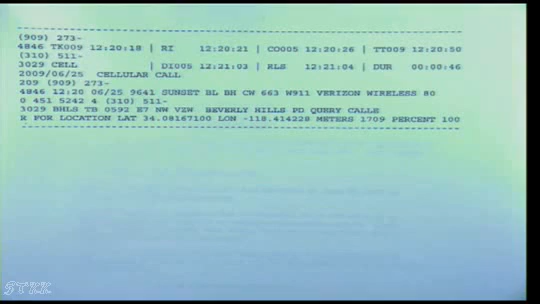 (909) 273-
4846 TK009 12:20:18 | RI 12:20:21 | CO005 12:20:26 | TT009 12:20:50
(310) 511-
3029 CELL | DI005 12:21:03 | RLS 12:21:04 | DUR 00:00:46
2009/06/25 CELLULAR CALL
209 (909) 273-
4846 12:20 06/25 9641 SUNSET BL BH CW 663 W911 VERIZON WIRELESS 80
0 451 5242 4 (310) 511-
3029 BHLS TB 0592 E7 NW VZW BEVERLY HILLS PD QUERY CALLE
R FOR LOCATION LAT 34.08167100 LON -118.414228 METERS 1709 PERCENT 100
STKK